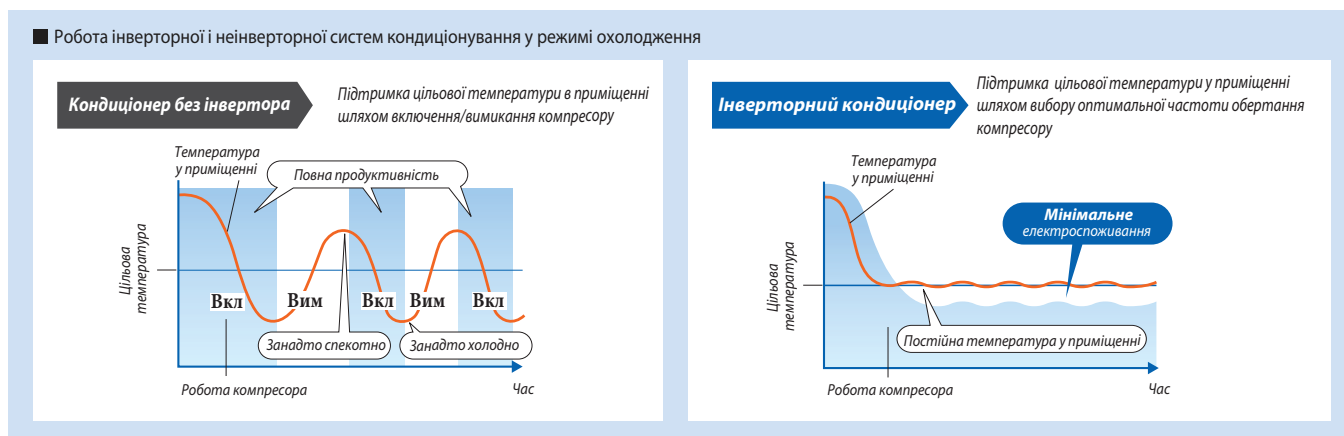 Робота інверторної і неінверторної систем кондиціонування у режимі охолодження
Кондиціонер без інвертора
Підтримка цільової температури в приміщенні
шляхом включення/вимикання компресору
Температура
у приміщенні
Повна продуктивність
Цільова
температура
Вкл
Вим
Вкл
Вим
Вкл
Занадто спекотно
Занадто холодно
Робота компресора
Час
Інверторний кондиціонер
Підтримка цільової температури у приміщенні
шляхом вибору оптимальної частоти обертання
компресору
Температура
у приміщенні
Мінімальне
електроспоживання
Цільова
температура
Постійна температура у приміщенні
Робота компресора
Час